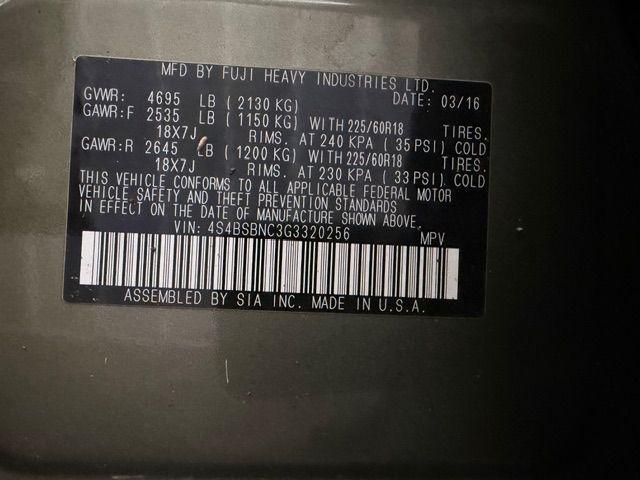 MFD BY FUJI HEAVY INDUSTRIES LTD.
GVWR: 4695 LB (2130 KG) DATE: 03/16
GAWR:F 2535 LB (1150 KG) WITH 225/60R18 TIRES.
18X7J RIMS. AT 240 KPA (35 PSI) COLD
GAWR:R 2645 LB (1200 KG) WITH 225/60R18 TIRES.
18X7J RIMS. AT 230 KPA (33 PSI) COLD
THIS VEHICLE CONFORMS TO ALL APPLICABLE FEDERAL MOTOR
VEHICLE SAFETY AND THEFT PREVENTION STANDARDS
IN EFFECT ON THE DATE OF MANUFACTURE SHOWN ABOVE.
VIN: 4S4BSBNC3G3320256 MPV
ASSEMBLED BY SIA INC. MADE IN U.S.A.